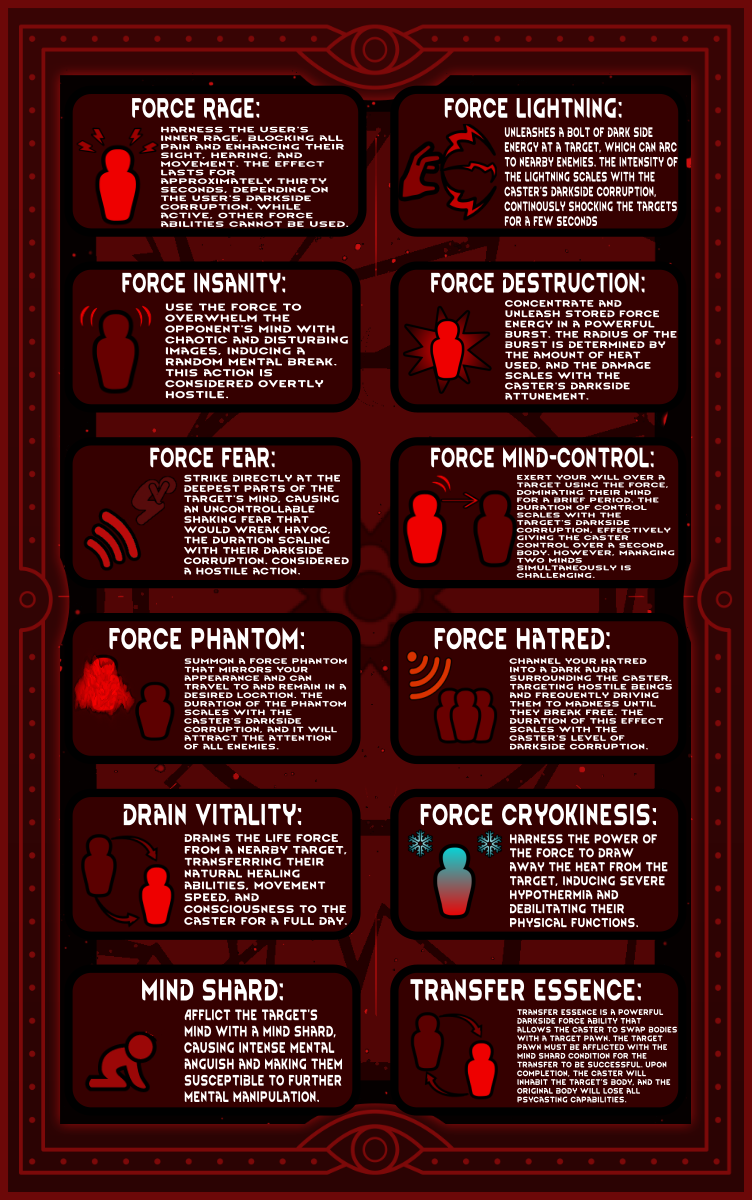 FORCE RAGE:
HARNESS THE USER'S
INNER RAGE, BLOCKING ALL
PAIN AND ENHANCING THEIR
SIGHT, HEARING, AND
MOVEMENT. THE EFFECT
LASTS FOR
APPROXIMATELY THIRTY
SECONDS, DEPENDING ON
THE USER'S DARKSIDE
CORRUPTION. WHILE
ACTIVE, OTHER FORCE
ABILITIES CANNOT BE USED.
FORCE LIGHTNING:
UNLEASHES A BOLT OF DARK SIDE
ENERGY AT A TARGET, WHICH CAN ARC
TO NEARBY ENEMIES. THE INTENSITY OF
THE LIGHTNING SCALES WITH THE
CASTER'S DARKSIDE CORRUPTION,
CONTINOUSLY SHOCKING THE TARGETS
FOR A FEW SECONDS
FORCE INSANITY:
USE THE FORCE TO
OVERWHELM THE
OPPONENT'S MIND WITH
CHAOTIC AND DISTURBING
IMAGES, INDUCING A
RANDOM MENTAL BREAK.
THIS ACTION IS
CONSIDERED OVERTLY
HOSTILE.
FORCE DESTRUCTION:
CONCENTRATE AND
UNLEASH STORED FORCE
ENERGY IN A POWERFUL
BURST. THE RADIUS OF THE
BURST IS DETERMINED BY
THE AMOUNT OF HEAT
USED, AND THE DAMAGE
SCALES WITH THE
CASTER'S DARKSIDE
ATTUNEMENT.
FORCE FEAR:
STRIKE DIRECTLY AT THE
DEEPEST PARTS OF THE
TARGET'S MIND, CAUSING
AN UNCONTROLLABLE
SHAKING FEAR THAT
WOULD WREAK HAVOC,
THE DURATION SCALING
WITH THEIR DARKSIDE
CORRUPTION. CONSIDERED
A HOSTILE ACTION.
FORCE MIND-CONTROL:
EXERT YOUR WILL OVER A
TARGET USING THE FORCE,
DOMINATING THEIR MIND
FOR A BRIEF PERIOD. THE
DURATION OF CONTROL
SCALES WITH THE
TARGET'S DARKSIDE
CORRUPTION, EFFECTIVELY
GIVING THE CASTER
CONTROL OVER A SECOND
BODY. HOWEVER, MANAGING
TWO MINDS
SIMULTANEOUSLY IS
CHALLENGING.
FORCE PHANTOM:
SUMMON A FORCE PHANTOM
THAT MIRRORS YOUR
APPEARANCE AND CAN
TRAVEL TO AND REMAIN IN A
DESIRED LOCATION. THE
DURATION OF THE PHANTOM
SCALES WITH THE
CASTER'S DARKSIDE
CORRUPTION, AND IT WILL
ATTRACT THE ATTENTION
OF ALL ENEMIES.
FORCE HATRED:
CHANNEL YOUR HATRED
INTO A DARK AURA
SURROUNDING THE CASTER,
TARGETING HOSTILE BEINGS
AND FREQUENTLY DRIVING
THEM TO MADNESS UNTIL
THEY BREAK FREE. THE
DURATION OF THIS EFFECT
SCALES WITH THE
CASTER'S LEVEL OF
DARKSIDE CORRUPTION.
DRAIN VITALITY:
DRAINS THE LIFE FORCE
FROM A NEARBY TARGET,
TRANSFERRING THEIR
NATURAL HEALING
ABILITIES, MOVEMENT
SPEED, AND
CONSCIOUSNESS TO THE
CASTER FOR A FULL DAY.
FORCE CRYOKINESIS:
HARNESS THE POWER OF
THE FORCE TO DRAW
AWAY THE HEAT FROM THE
TARGET, INDUCING SEVERE
HYPOTHERMIA AND
DEBILITATING THEIR
PHYSICAL FUNCTIONS.
MIND SHARD:
AFFLICT THE TARGET'S
MIND WITH A MIND SHARD,
CAUSING INTENSE MENTAL
ANGUISH AND MAKING THEM
SUSCEPTIBLE TO FURTHER
MENTAL MANIPULATION.
TRANSFER ESSENCE:
TRANSFER ESSENCE IS A POWERFUL
DARKSIDE FORCE ABILITY THAT
ALLOWS THE CASTER TO SWAP BODIES
WITH A TARGET PAWN. THE TARGET
PAWN MUST BE AFFLICTED WITH THE
MIND SHARD CONDITION FOR THE
TRANSFER TO BE SUCCESSFUL. UPON
COMPLETION, THE CASTER WILL
INHABIT THE TARGET'S BODY, AND THE
ORIGINAL BODY WILL LOSE ALL
PSYCASTING CAPABILITIES.